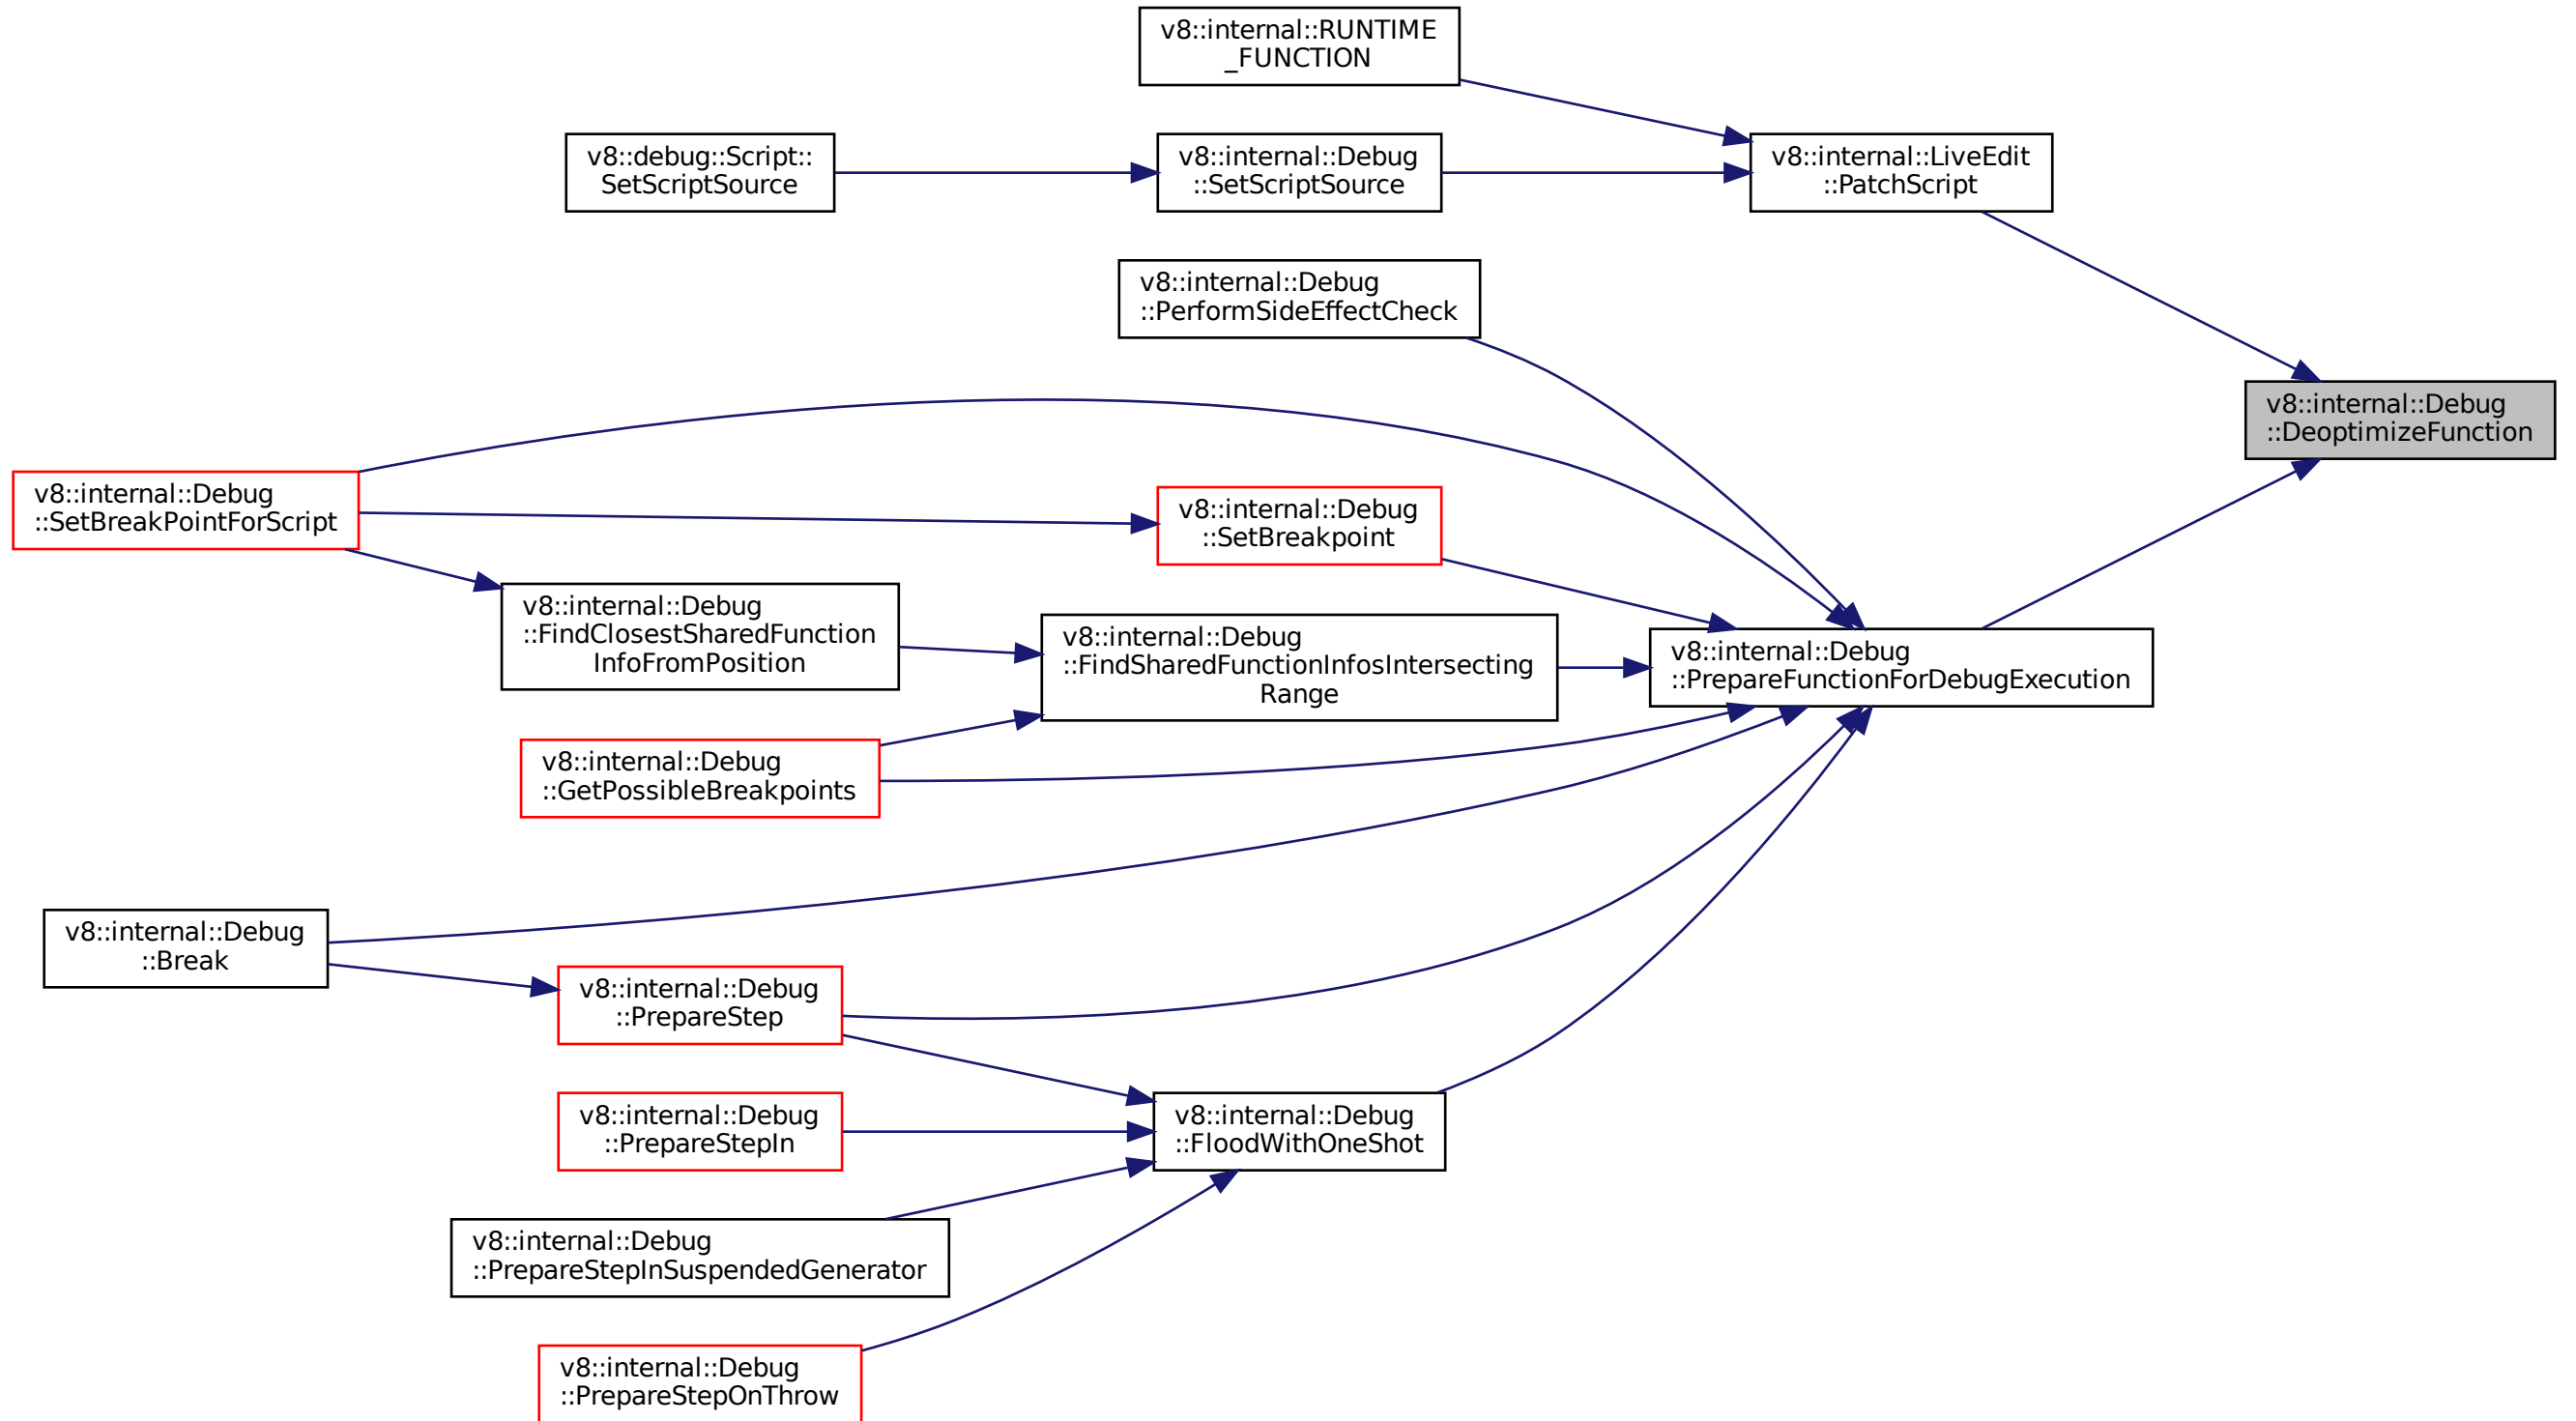 v8::internal::RUNTIME
_FUNCTION
v8::debug::Script::
SetScriptSource
v8::internal::Debug
::SetScriptSource
v8::internal::LiveEdit
::PatchScript
v8::internal::Debug
::PerformSideEffectCheck
v8::internal::Debug
::DeoptimizeFunction
v8::internal::Debug
::SetBreakPointForScript
v8::internal::Debug
::SetBreakpoint
v8::internal::Debug
::FindClosestSharedFunction
InfoFromPosition
v8::internal::Debug
::FindSharedFunctionInfosIntersecting
Range
v8::internal::Debug
::PrepareFunctionForDebugExecution
v8::internal::Debug
::GetPossibleBreakpoints
v8::internal::Debug
::Break
v8::internal::Debug
::PrepareStep
v8::internal::Debug
::PrepareStepIn
v8::internal::Debug
::FloodWithOneShot
v8::internal::Debug
::PrepareStepInSuspendedGenerator
v8::internal::Debug
::PrepareStepOnThrow